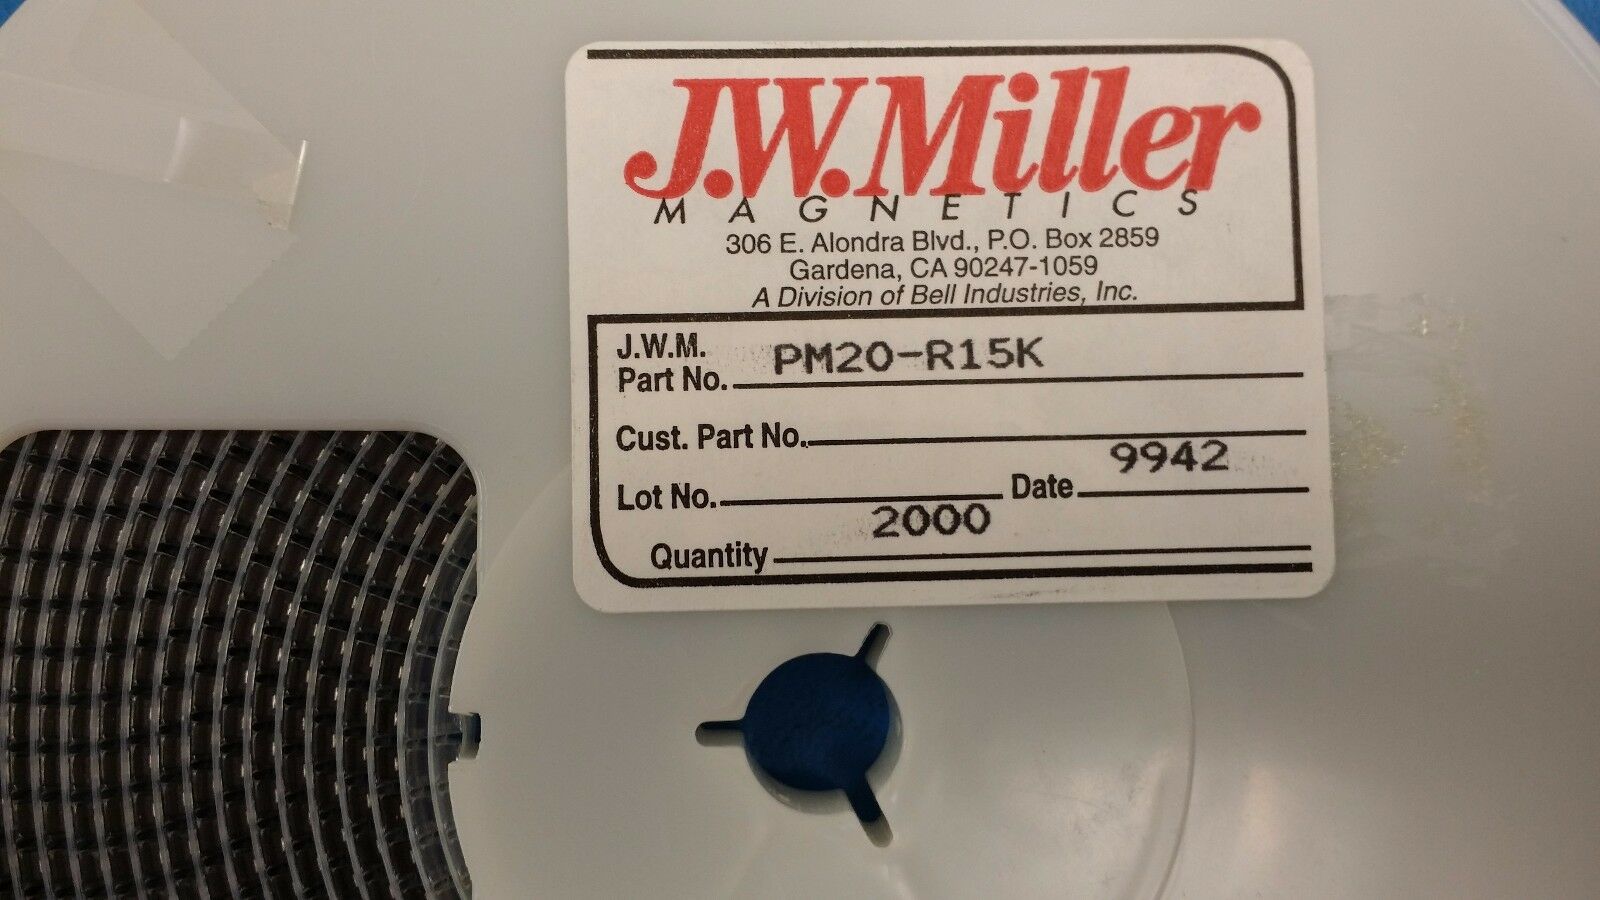 J.W.Miller
MAGNETICS
306 E. Alondra Blvd., P.O. Box 2859
Gardena, CA 90247-1059
A Division of Bell Industries, Inc.
J.W.M.
Part No. PM20-R15K
Cust. Part No.
Lot No. Date 9942
Quantity 2000